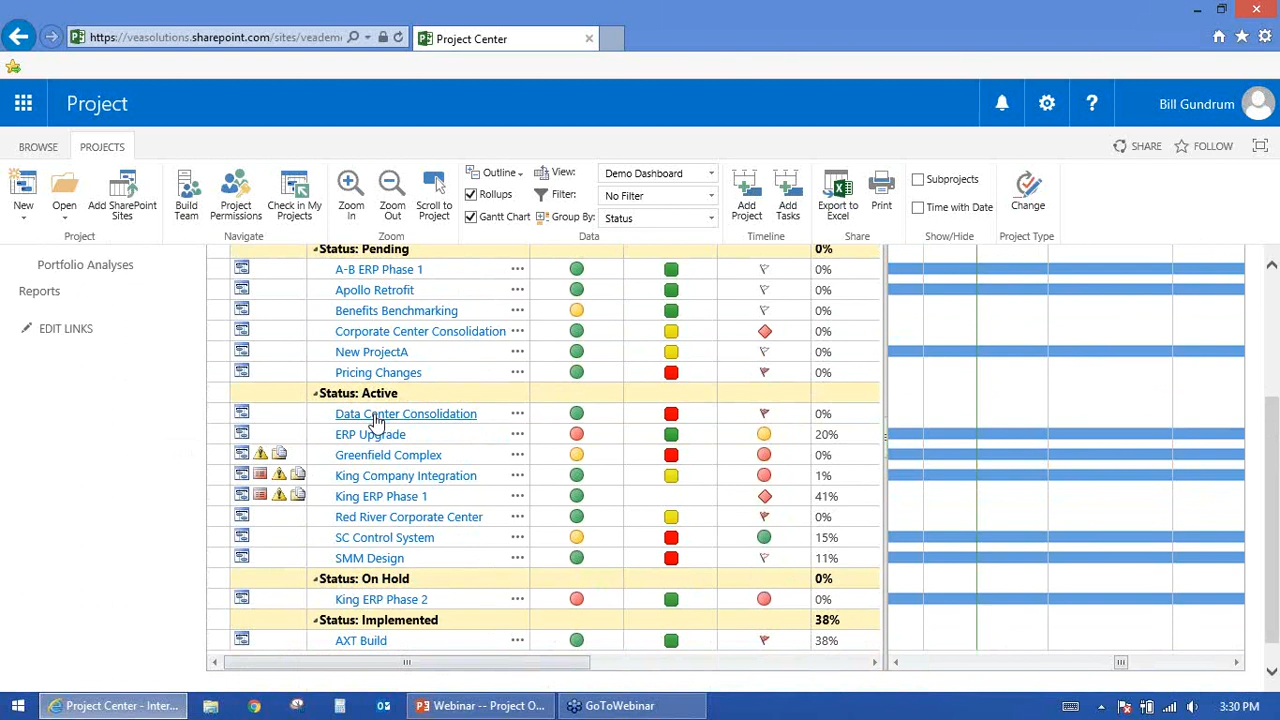 https://veasolutions.sharepoint.com/sites/veademo
Project Center
Project
Bill Gundrum
BROWSE
PROJECTS
SHARE
FOLLOW
New
Open
Add SharePoint Sites
Project
Build Team
Project Permissions
Check in My Projects
Navigate
Zoom In
Zoom Out
Scroll to Project
Zoom
Outline
Rollups
Gantt Chart
View:
Demo Dashboard
Filter:
No Filter
Group By:
Status
Data
Add Project
Add Tasks
Timeline
Export to Excel
Print
Share
Subprojects
Time with Date
Show/Hide
Change
Project Type
Portfolio Analyses
Reports
EDIT LINKS
Status: Pending 0%
A-B ERP Phase 1 ... 0%
Apollo Retrofit ... 0%
Benefits Benchmarking ... 0%
Corporate Center Consolidation ... 0%
New ProjectA ... 0%
Pricing Changes ... 0%
Status: Active
Data Center Consolidation ... 0%
ERP Upgrade ... 20%
Greenfield Complex ... 0%
King Company Integration ... 1%
King ERP Phase 1 ... 41%
Red River Corporate Center ... 0%
SC Control System ... 15%
SMM Design ... 11%
Status: On Hold 0%
King ERP Phase 2 ... 0%
Status: Implemented 38%
AXT Build ... 38%
Project Center - Inter...
Webinar -- Project O...
GoToWebinar
3:30 PM